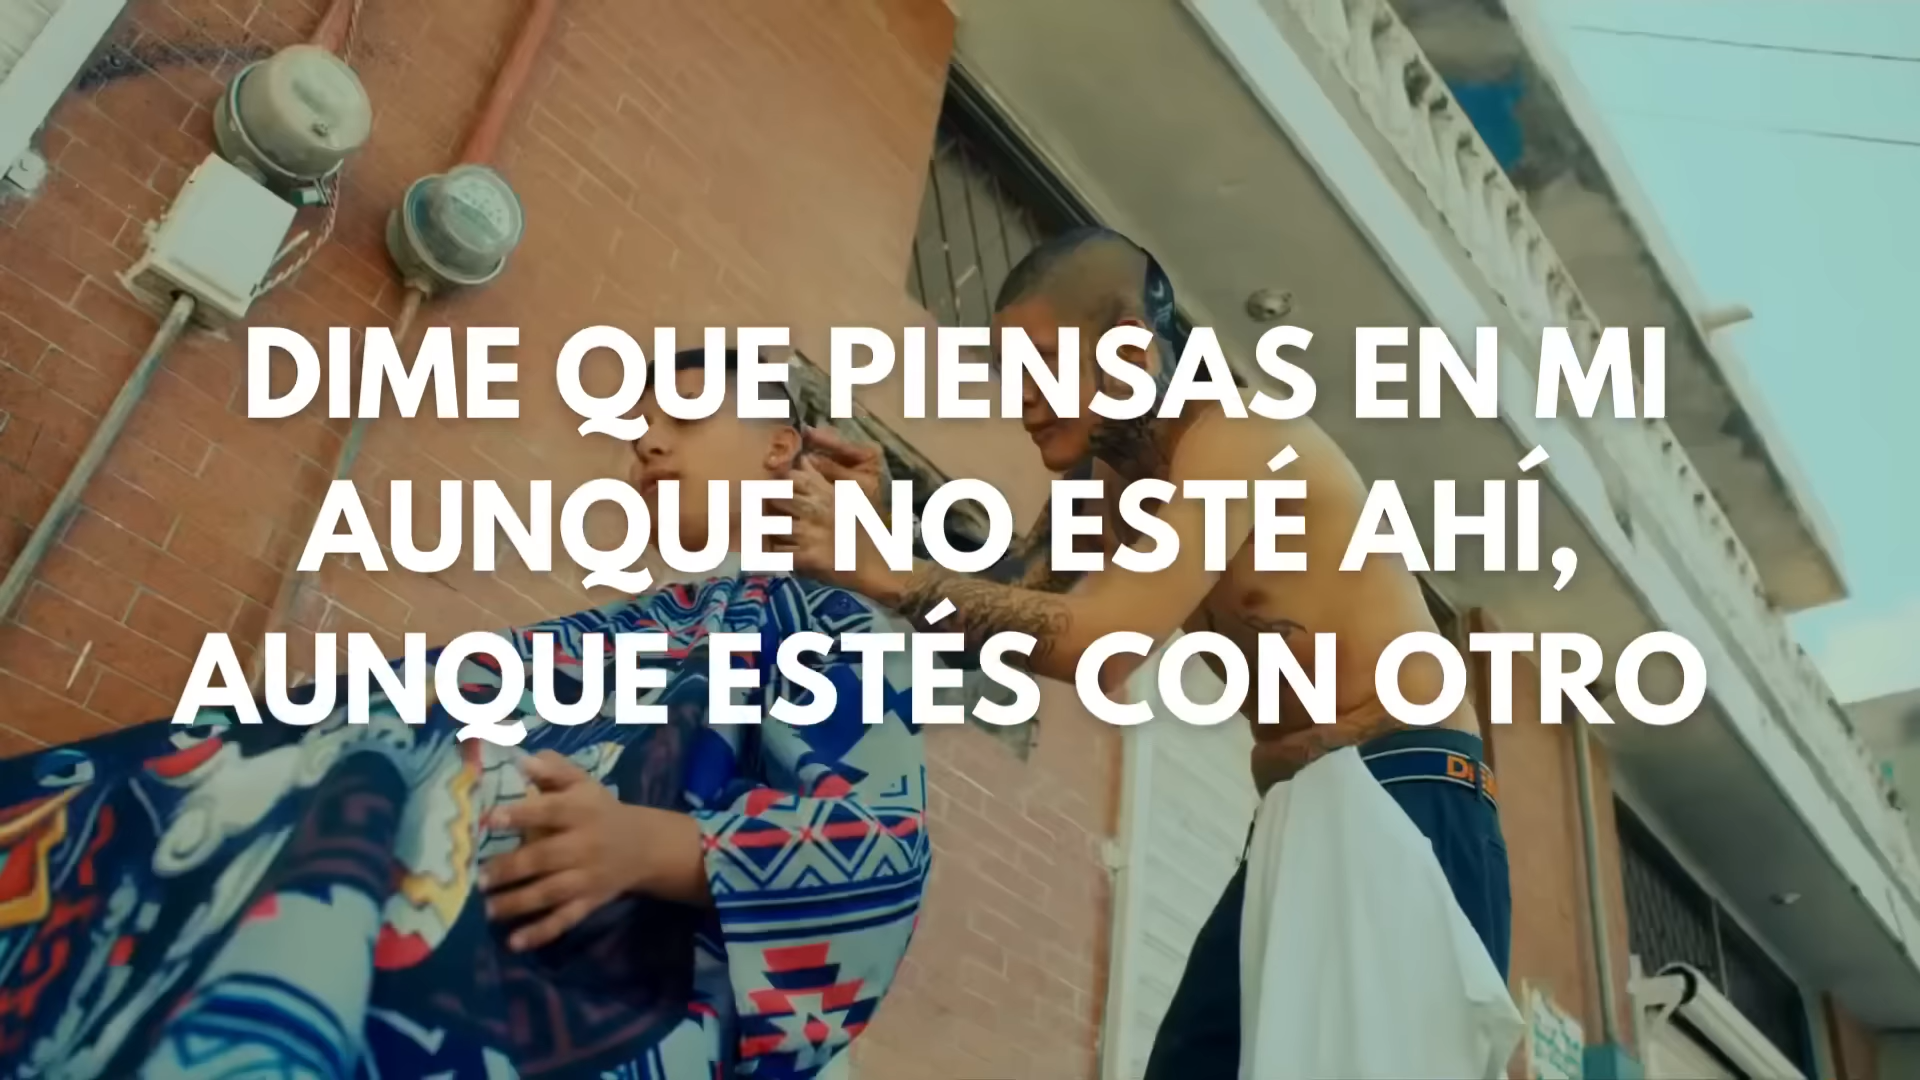 DIME QUE PIENSAS EN MI
AUNQUE NO ESTÉ AHÍ,
AUNQUE ESTÉS CON OTRO